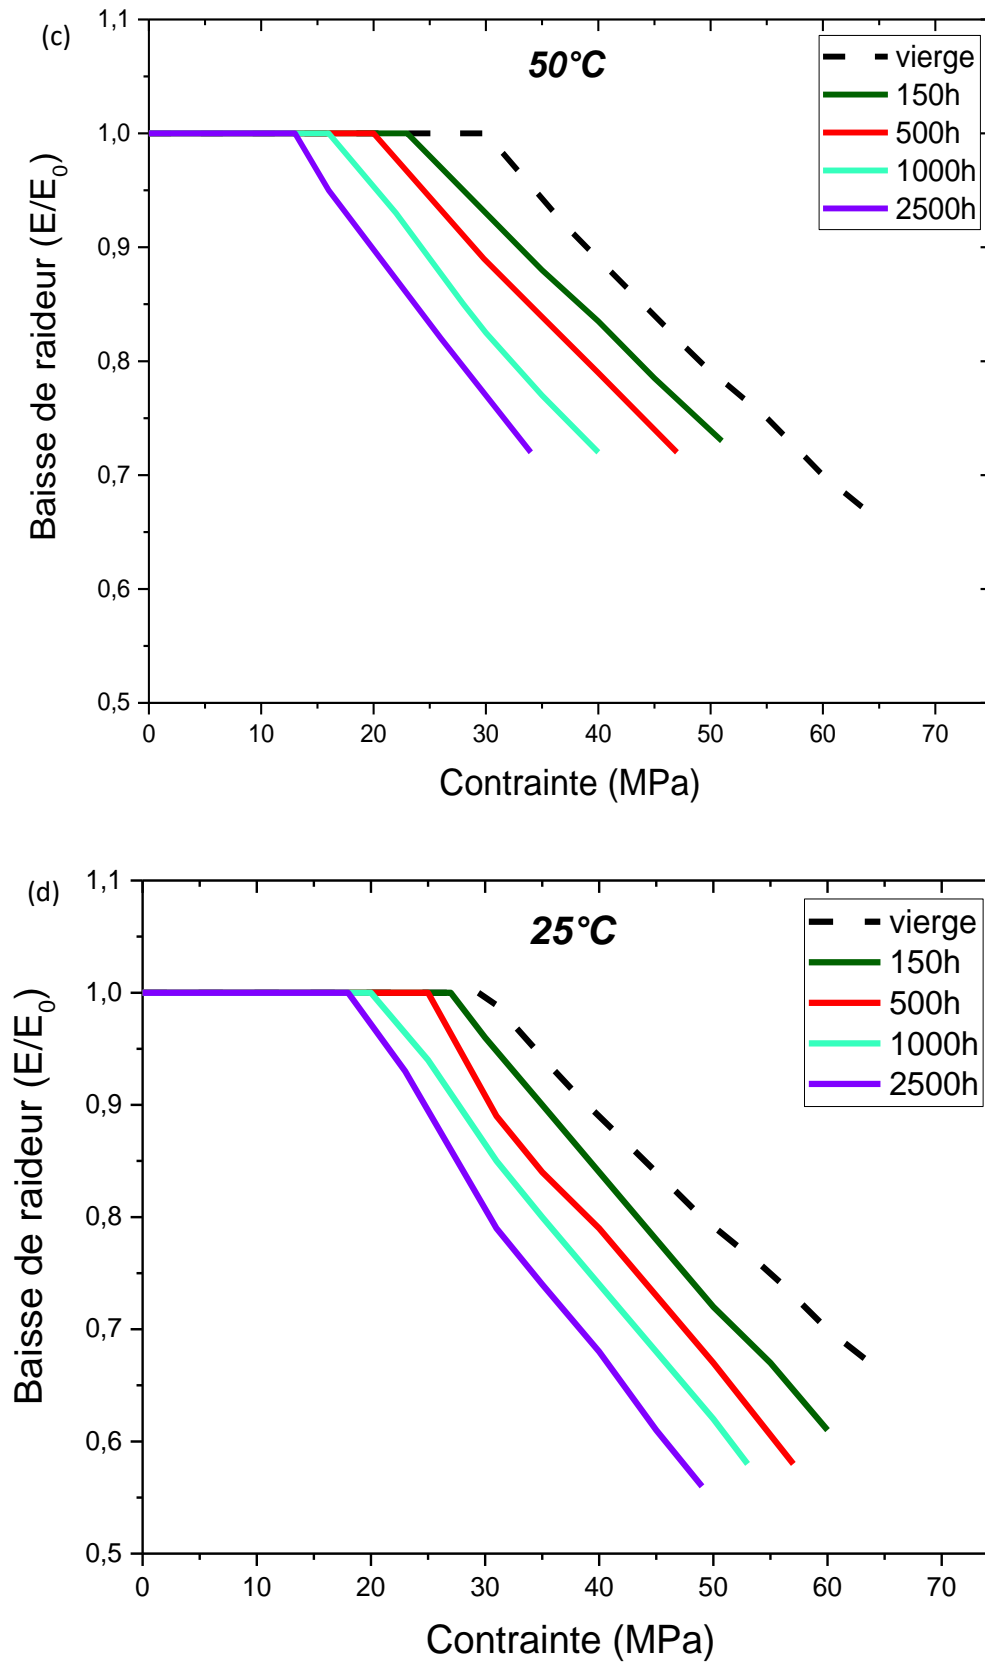 (c)
50°C
vierge
150h
500h
1000h
2500h
1,1
1,0
0,9
0,8
0,7
0,6
0,5
Baisse de raideur (E/E0)
0 10 20 30 40 50 60 70
Contrainte (MPa)
(d)
25°C
vierge
150h
500h
1000h
2500h
1,1
1,0
0,9
0,8
0,7
0,6
0,5
Baisse de raideur (E/E0)
0 10 20 30 40 50 60 70
Contrainte (MPa)